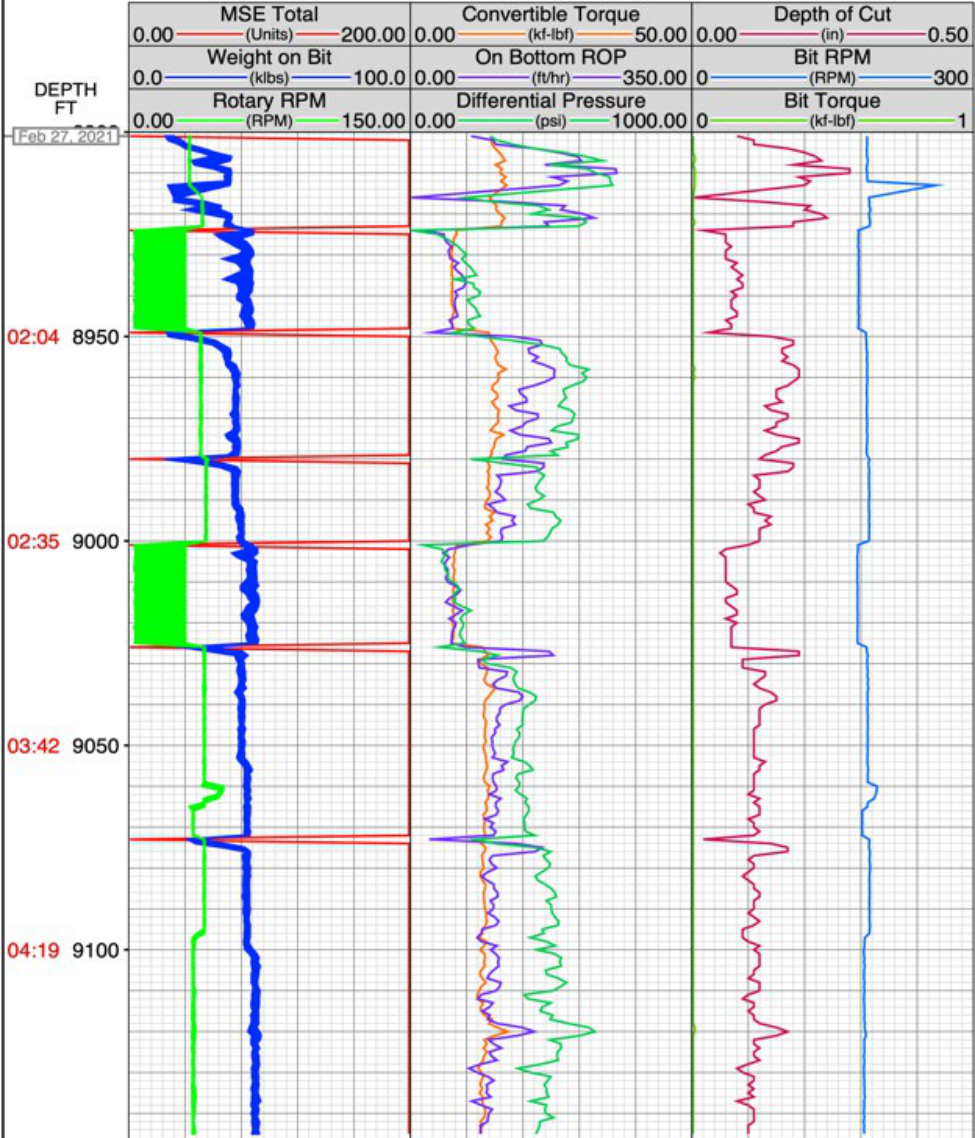 MSE Total
0.00 (Units) 200.00
Weight on Bit
0.0 (klbs) 100.0
Rotary RPM
0.00 (RPM) 150.00
Convertible Torque
0.00 (kf-lbf) 50.00
On Bottom ROP
0.00 (ft/hr) 350.00
Differential Pressure
0.00 (psi) 1000.00
Depth of Cut
0.00 (in) 0.50
Bit RPM
0 (RPM) 300
Bit Torque
0 (kf-lbf) 1
DEPTH
FT
Feb 27, 2021
02:04 8950
02:35 9000
03:42 9050
04:19 9100